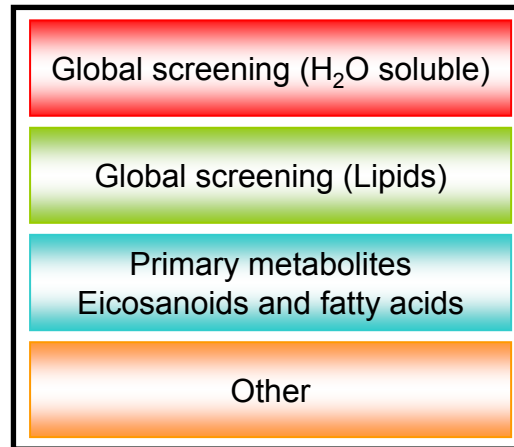 Global screening (H₂O soluble)
Global screening (Lipids)
Primary metabolites
Eicosanoids and fatty acids
Other